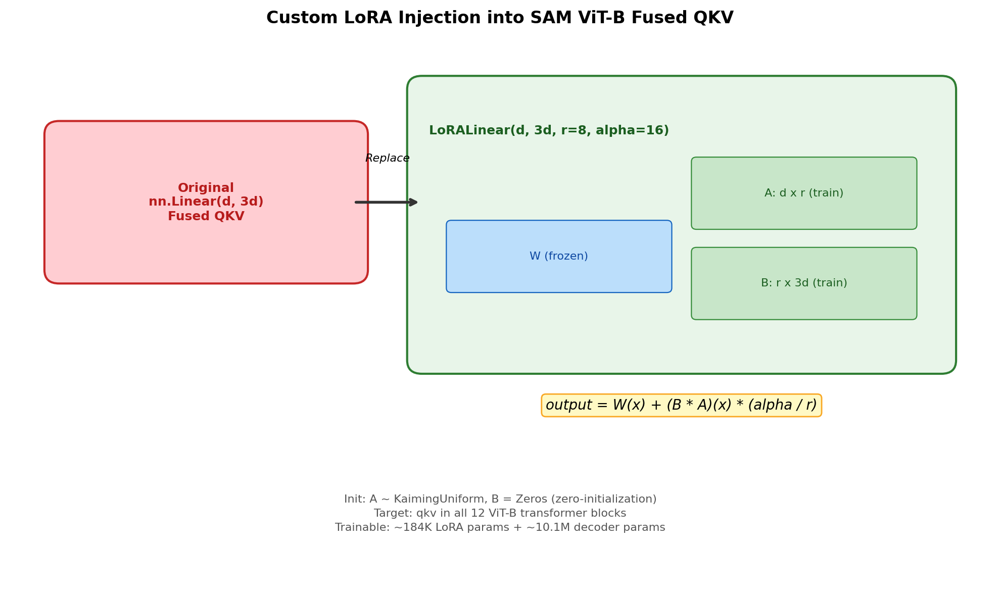 Custom LoRA Injection into SAM ViT-B Fused QKV
Original
nn.Linear(d, 3d)
Fused QKV
Replace
LoRALinear(d, 3d, r=8, alpha=16)
W (frozen)
A: d x r (train)
B: r x 3d (train)
output = W(x) + (B * A)(x) * (alpha / r)
Init: A ~ KaimingUniform, B = Zeros (zero-initialization)
Target: qkv in all 12 ViT-B transformer blocks
Trainable: ~184K LoRA params + ~10.1M decoder params